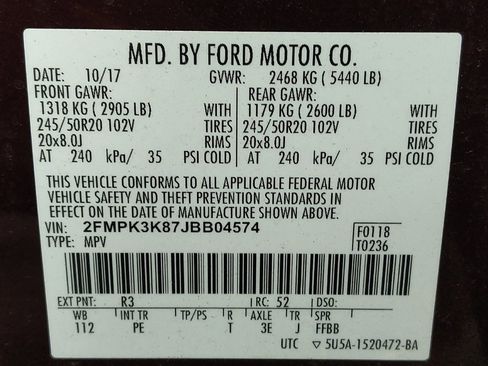 MFD. BY FORD MOTOR CO.
DATE: 10/17 GVWR: 2468 KG ( 5440 LB)
FRONT GAWR: REAR GAWR:
1318 KG ( 2905 LB) WITH 1179 KG ( 2600 LB) WITH
245/50R20 102V TIRES 245/50R20 102V TIRES
20x8.0J RIMS 20x8.0J RIMS
AT 240 kPa/ 35 PSI COLD AT 240 kPa/ 35 PSI COLD
THIS VEHICLE CONFORMS TO ALL APPLICABLE FEDERAL MOTOR
VEHICLE SAFETY AND THEFT PREVENTION STANDARDS IN
EFFECT ON THE DATE OF MANUFACTURE SHOWN ABOVE.
VIN: 2FMPK3K87JBB04574 F0118
TYPE: MPV T0236
EXT PNT: R3 RC: 52 DSO:
WB INT TR TP/PS R AXLE TR SPRING
112 PE T 3E J FFBB
UTC ▽ 5U5A-1520472-BA